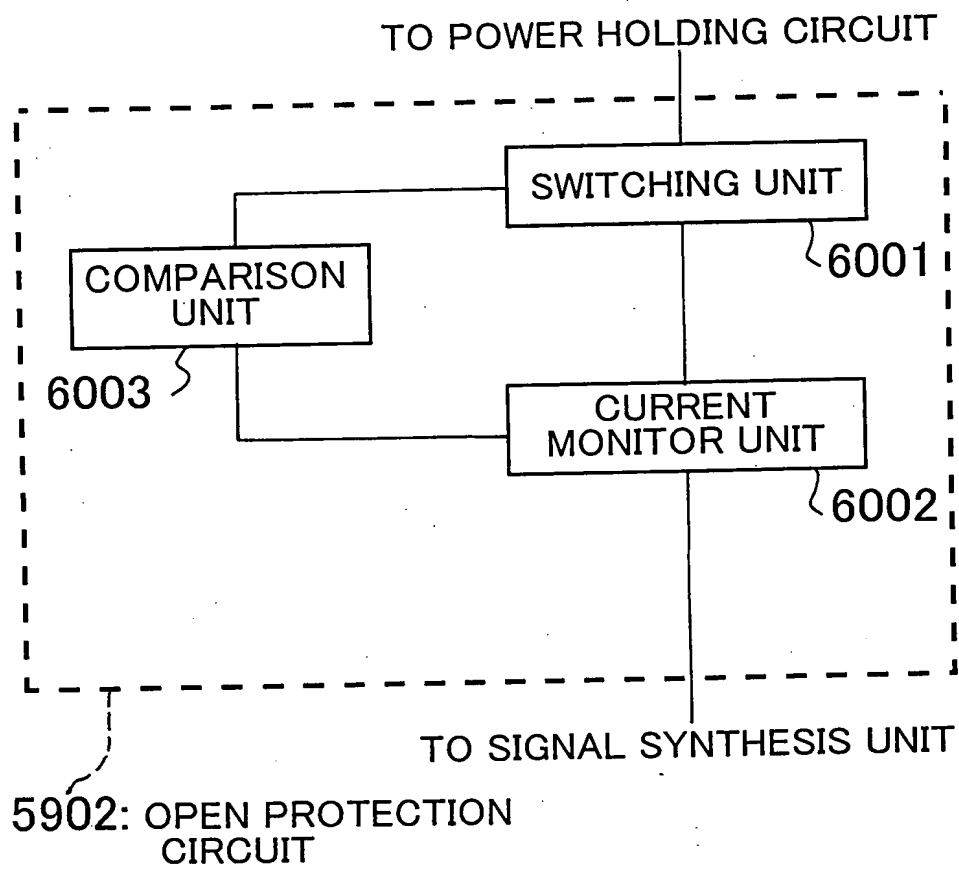 TO POWER HOLDING CIRCUIT
SWITCHING UNIT
6001
COMPARISON
UNIT
6003
CURRENT
MONITOR UNIT
6002
TO SIGNAL SYNTHESIS UNIT
5902: OPEN PROTECTION
CIRCUIT